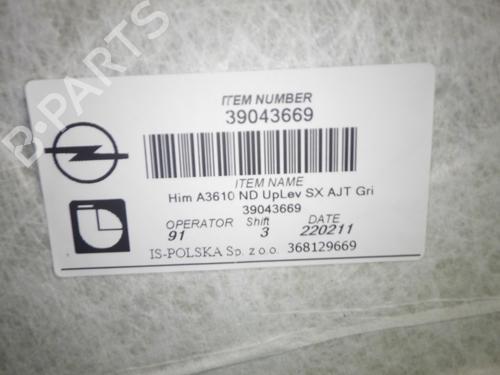 B-PARTS
ITEM NUMBER
39043669
ITEM NAME
Him A3610 ND UpLev SX AJT Gri
39043669
OPERATOR Shift DATE
91 3 220211
IS-POLSKA Sp. z o.o. 368129669